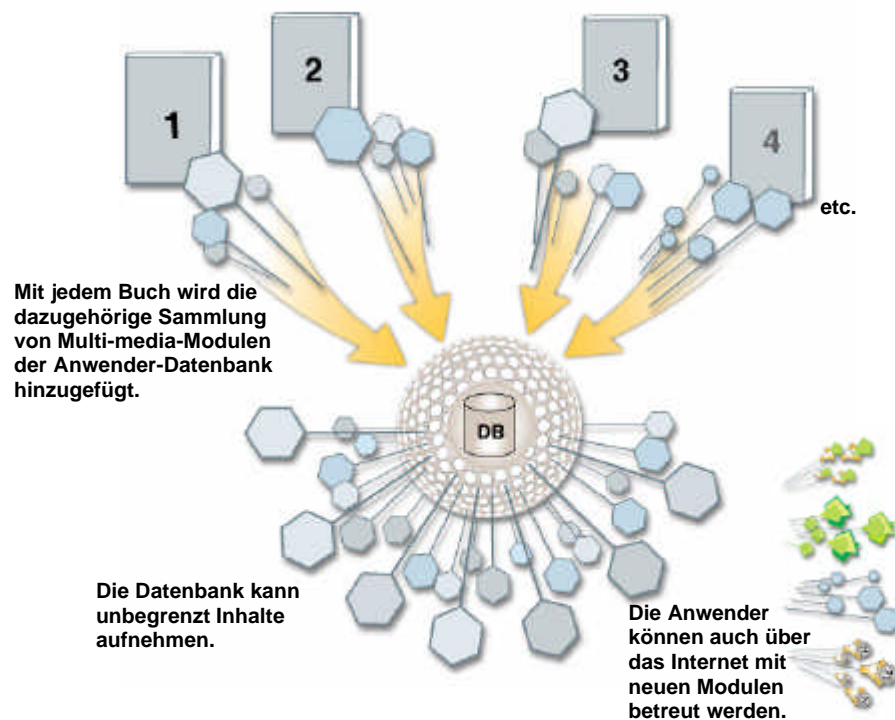 1
2
3
4
etc.
Mit jedem Buch wird die
dazugehörige Sammlung
von Multi-media-Modulen
der Anwender-Datenbank
hinzugefügt.
DB
Die Datenbank kann
unbegrenzt Inhalte
aufnehmen.
Die Anwender
können auch über
das Internet mit
neuen Modulen
betreut werden.